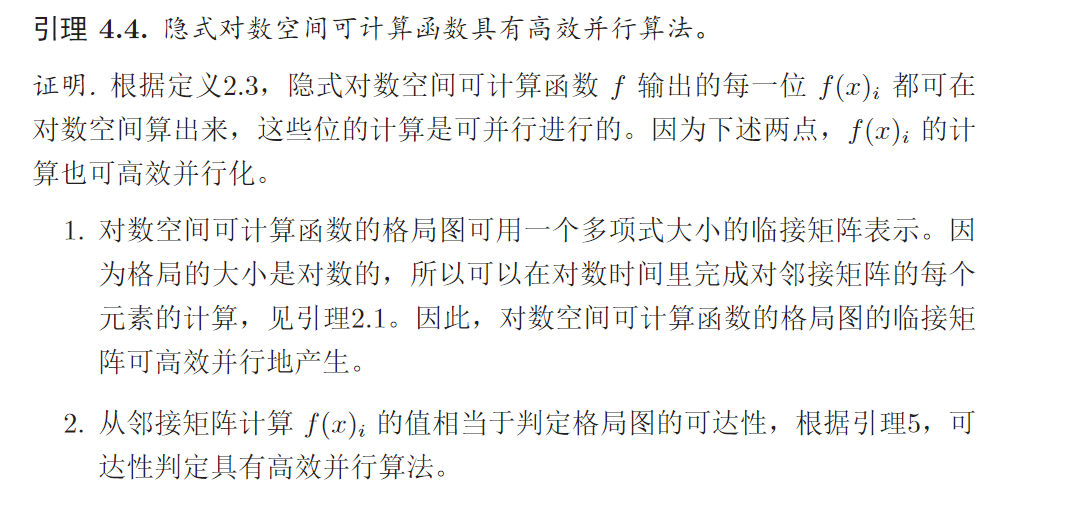 引理 4.4. 隐式对数空间可计算函数具有高效并行算法。
证明. 根据定义2.3，隐式对数空间可计算函数 f 输出的每一位 f(x)ᵢ 都可在
对数空间算出来，这些位的计算是可并行进行的。因为下述两点，f(x)ᵢ 的计
算也可高效并行化。
1. 对数空间可计算函数的格局图可用一个多项式大小的临接矩阵表示。因
为格局的大小是对数的，所以可以在对数时间里完成对邻接矩阵的每个
元素的计算，见引理2.1。因此，对数空间可计算函数的格局图的临接矩
阵可高效并行地产生。
2. 从邻接矩阵计算 f(x)ᵢ 的值相当于判定格局图的可达性，根据引理5，可
达性判定具有高效并行算法。